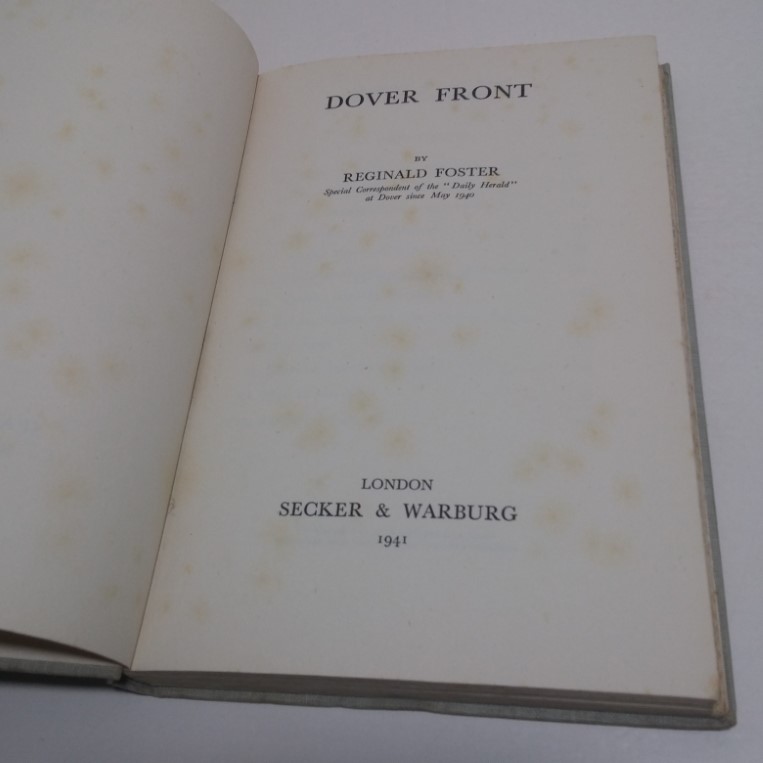 DOVER FRONT
BY
REGINALD FOSTER
Special Correspondent of the "Daily Herald"
at Dover since May 1940
LONDON
SECKER & WARBURG
1941